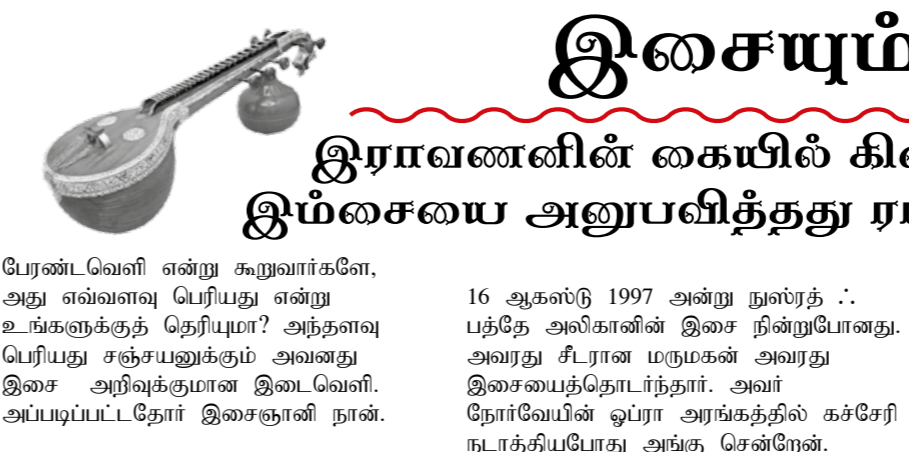 இசையும்
இராவணனின் கையில்
இம்சையை அனுபவித்தது
பேரண்டவெளி என்று கூறுவார்களே,
அது எவ்வளவு பெரியது என்று
உங்களுக்குத் தெரியுமா? அந்தளவு
பெரியது சஞ்சயனுக்கும் அவனது
இசை அறிவுக்குமான இடைவெளி.
அப்படிப்பட்டதோர் இசைஞானி நான்.
16 ஆகஸ்டு 1997 அன்று நுஸ்ரத் ஃ
பத்தே அலிகானின் இசை நின்றுபோனது.
அவரது சீடரான மருமகன் அவரது
இசையைத்தொடர்ந்தார். அவர்
நோர்வேயின் ஒப்ரா அரங்கத்தில் கச்சேரி
நடாத்தியபோது அங்கு சென்றேன்.